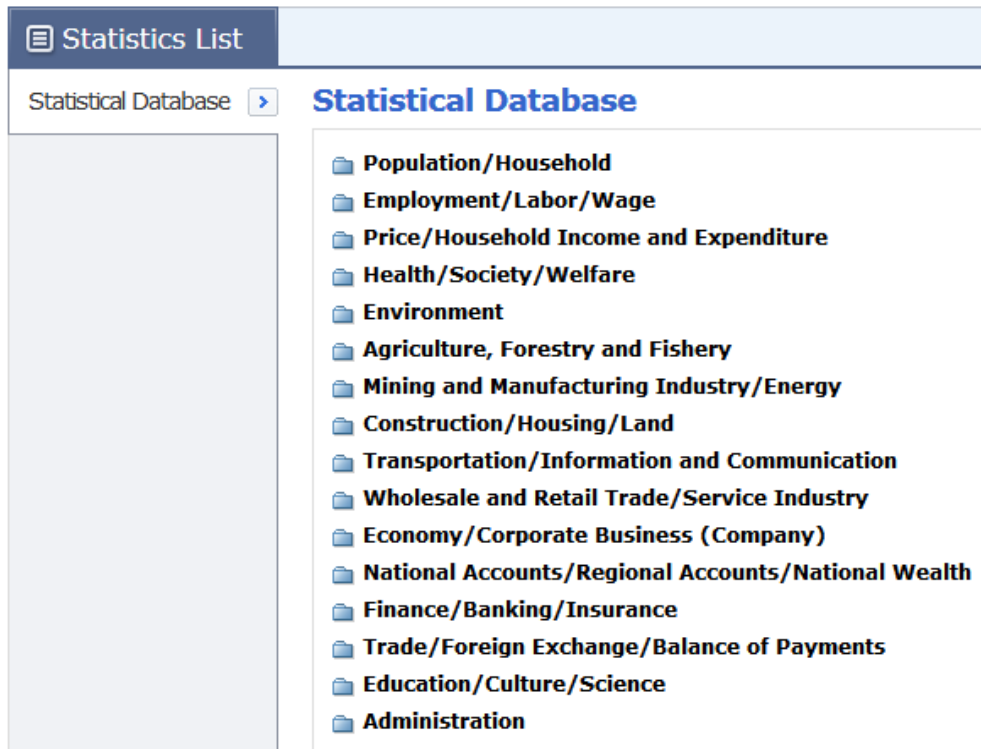 Statistics List
Statistical Database
Statistical Database
Population/Household
Employment/Labor/Wage
Price/Household Income and Expenditure
Health/Society/Welfare
Environment
Agriculture, Forestry and Fishery
Mining and Manufacturing Industry/Energy
Construction/Housing/Land
Transportation/Information and Communication
Wholesale and Retail Trade/Service Industry
Economy/Corporate Business (Company)
National Accounts/Regional Accounts/National Wealth
Finance/Banking/Insurance
Trade/Foreign Exchange/Balance of Payments
Education/Culture/Science
Administration